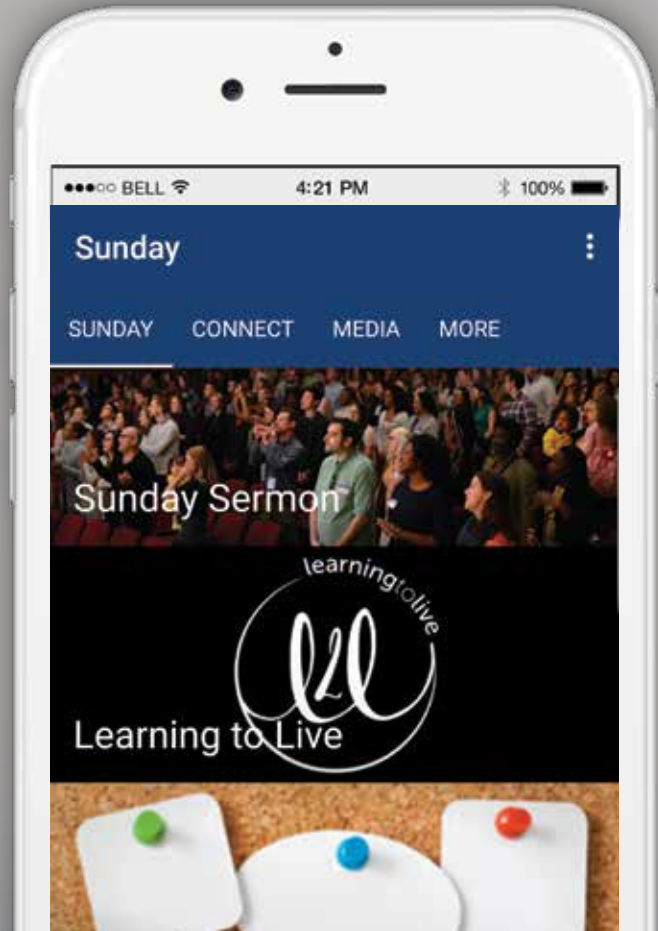 BELL 4:21 PM 100%
Sunday
SUNDAY CONNECT MEDIA MORE
Sunday Sermon
learningtolive
l2l
Learning to Live